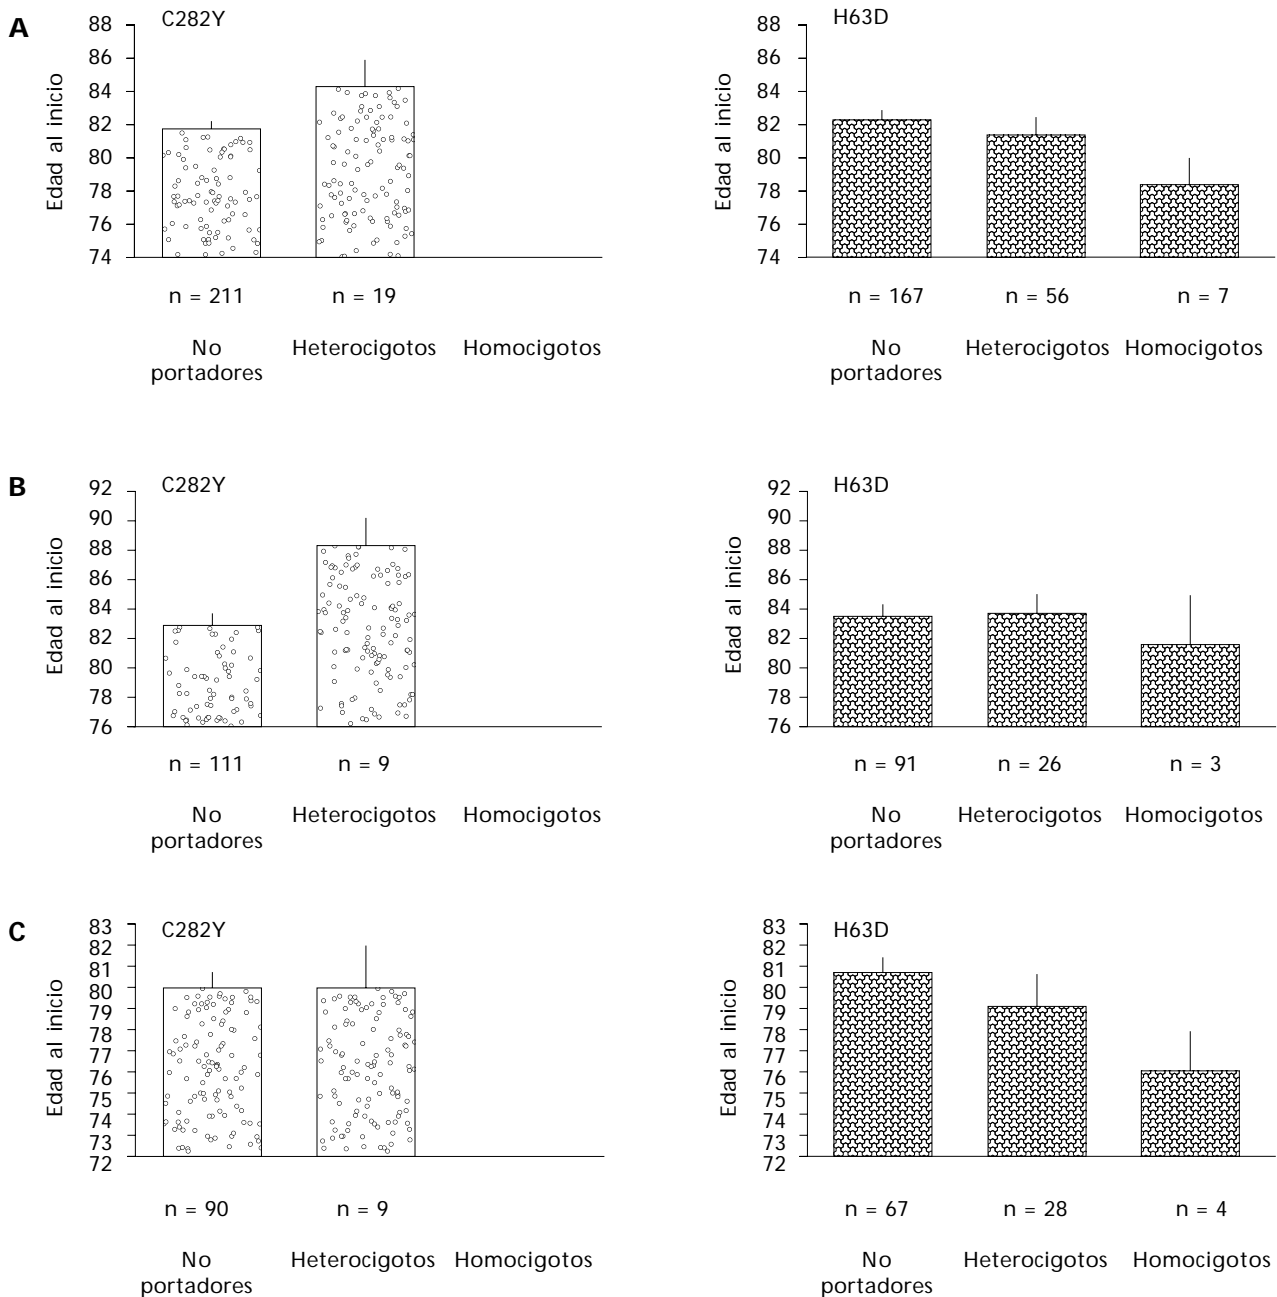 A
C282Y
Edad al inicio
88
86
84
82
80
78
76
74
n = 211
n = 19
No portadores
Heterocigotos
Homocigotos
H63D
Edad al inicio
88
86
84
82
80
78
76
74
n = 167
n = 56
n = 7
No portadores
Heterocigotos
Homocigotos
B
C282Y
Edad al inicio
92
90
88
86
84
82
80
78
76
n = 111
n = 9
No portadores
Heterocigotos
Homocigotos
H63D
Edad al inicio
92
90
88
86
84
82
80
78
76
n = 91
n = 26
n = 3
No portadores
Heterocigotos
Homocigotos
C
C282Y
Edad al inicio
83
82
81
80
79
78
77
76
75
74
73
72
n = 90
n = 9
No portadores
Heterocigotos
Homocigotos
H63D
Edad al inicio
83
82
81
80
79
78
77
76
75
74
73
72
n = 67
n = 28
n = 4
No portadores
Heterocigotos
Homocigotos